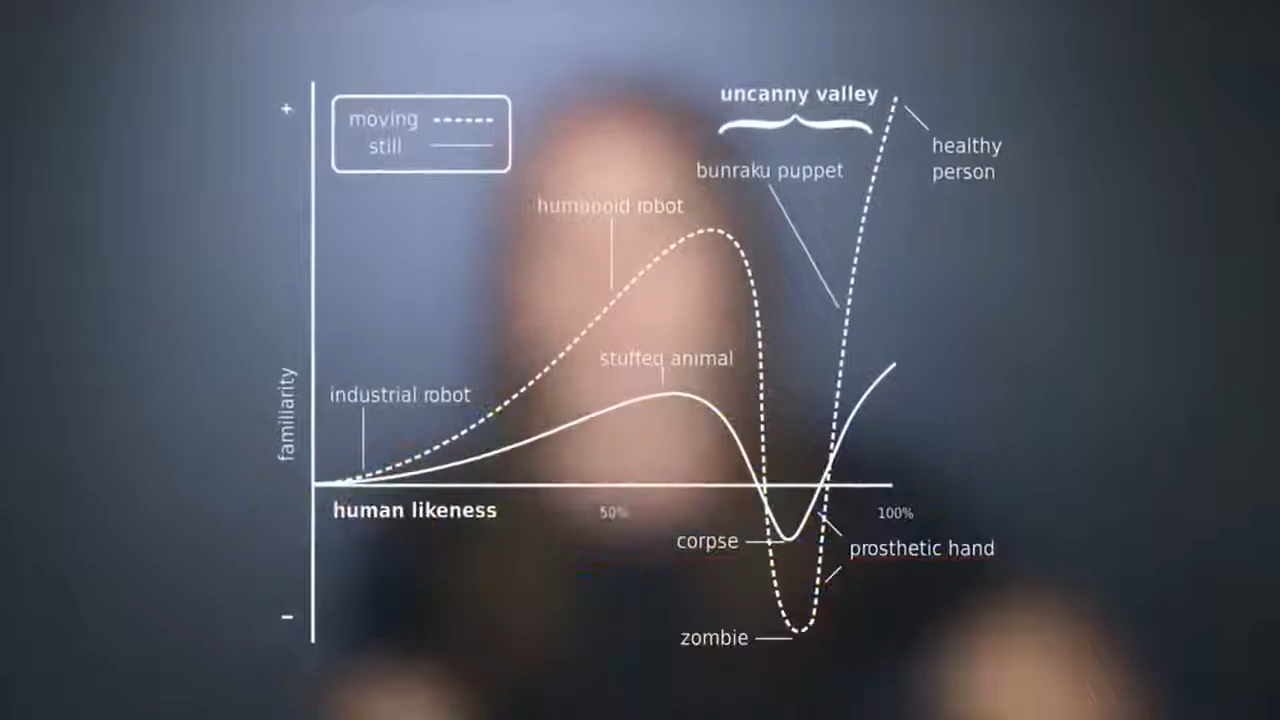 uncanny valley
+
moving
still
healthy
person
bunraku puppet
humanoid robot
stuffed animal
industrial robot
familiarity
human likeness
50%
100%
corpse
prosthetic hand
–
zombie